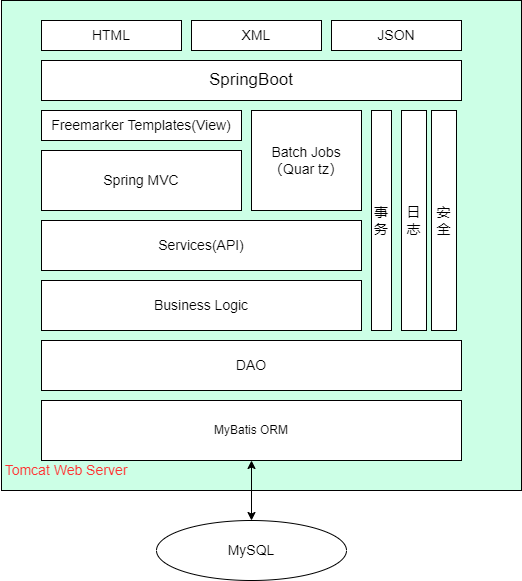 HTML
XML
JSON
SpringBoot
Freemarker Templates(View)
Batch Jobs
（Quar tz）
Spring MVC
事务
日志
安全
Services(API)
Business Logic
DAO
MyBatis ORM
Tomcat Web Server
MySQL